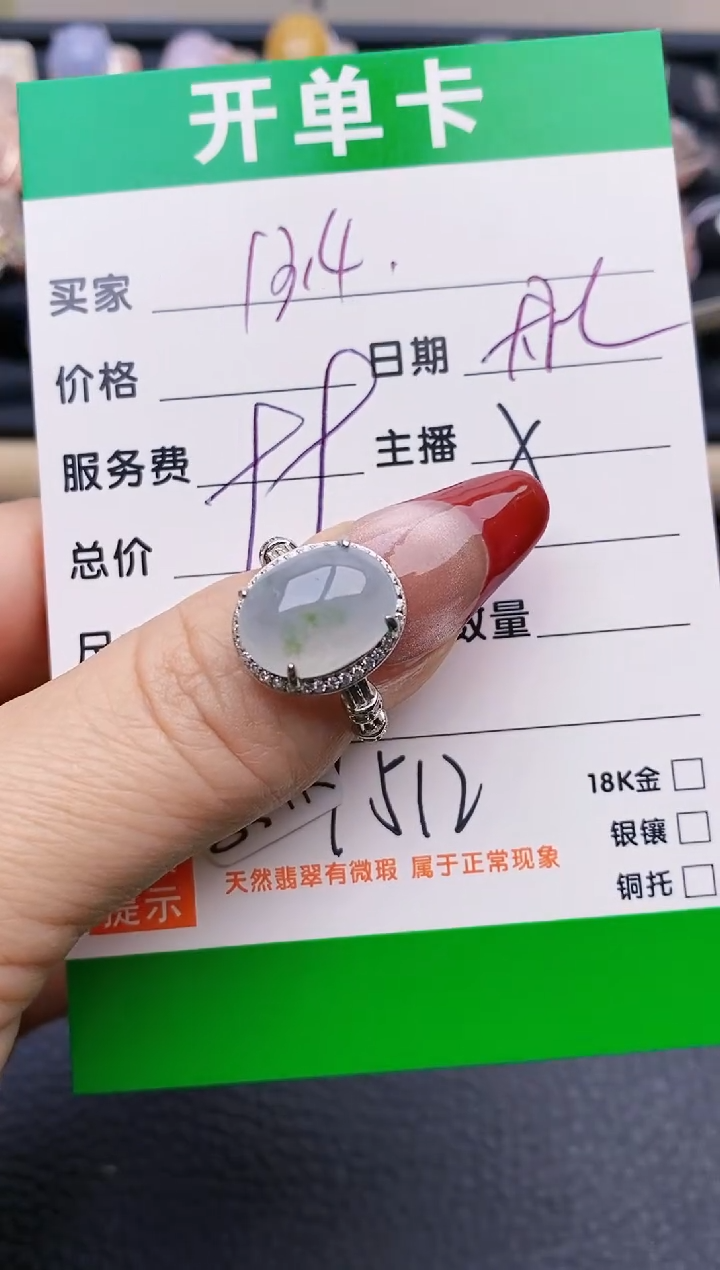 开单卡
买家
价格 日期
服务费 主播 X
总价
数量
1512
18K金
银镶
铜托
天然翡翠有微瑕 属于正常现象
提示